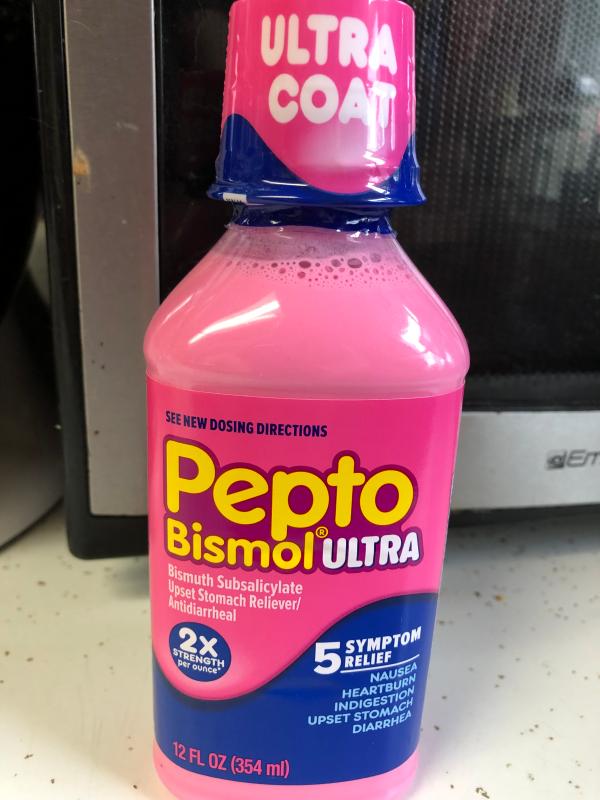 ULTRA
COAT
SEE NEW DOSING DIRECTIONS
Pepto
Bismol® ULTRA
Bismuth Subsalicylate
Upset Stomach Reliever/
Antidiarrheal
2X
STRENGTH
per ounce*
5 SYMPTOM
RELIEF
NAUSEA
HEARTBURN
INDIGESTION
UPSET STOMACH
DIARRHEA
12 FL OZ (354 ml)